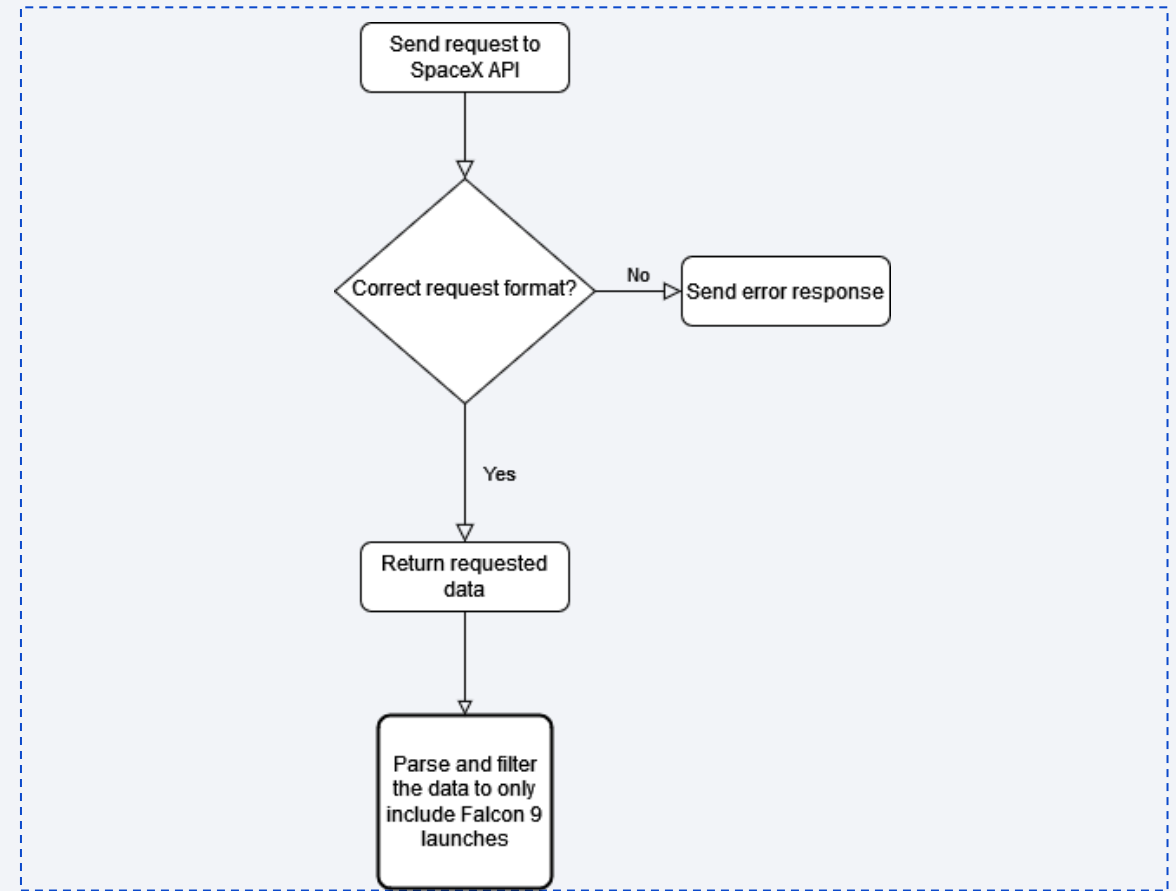 Send request to
SpaceX API
Correct request format?
No
Send error response
Yes
Return requested
data
Parse and filter
the data to only
include Falcon 9
launches